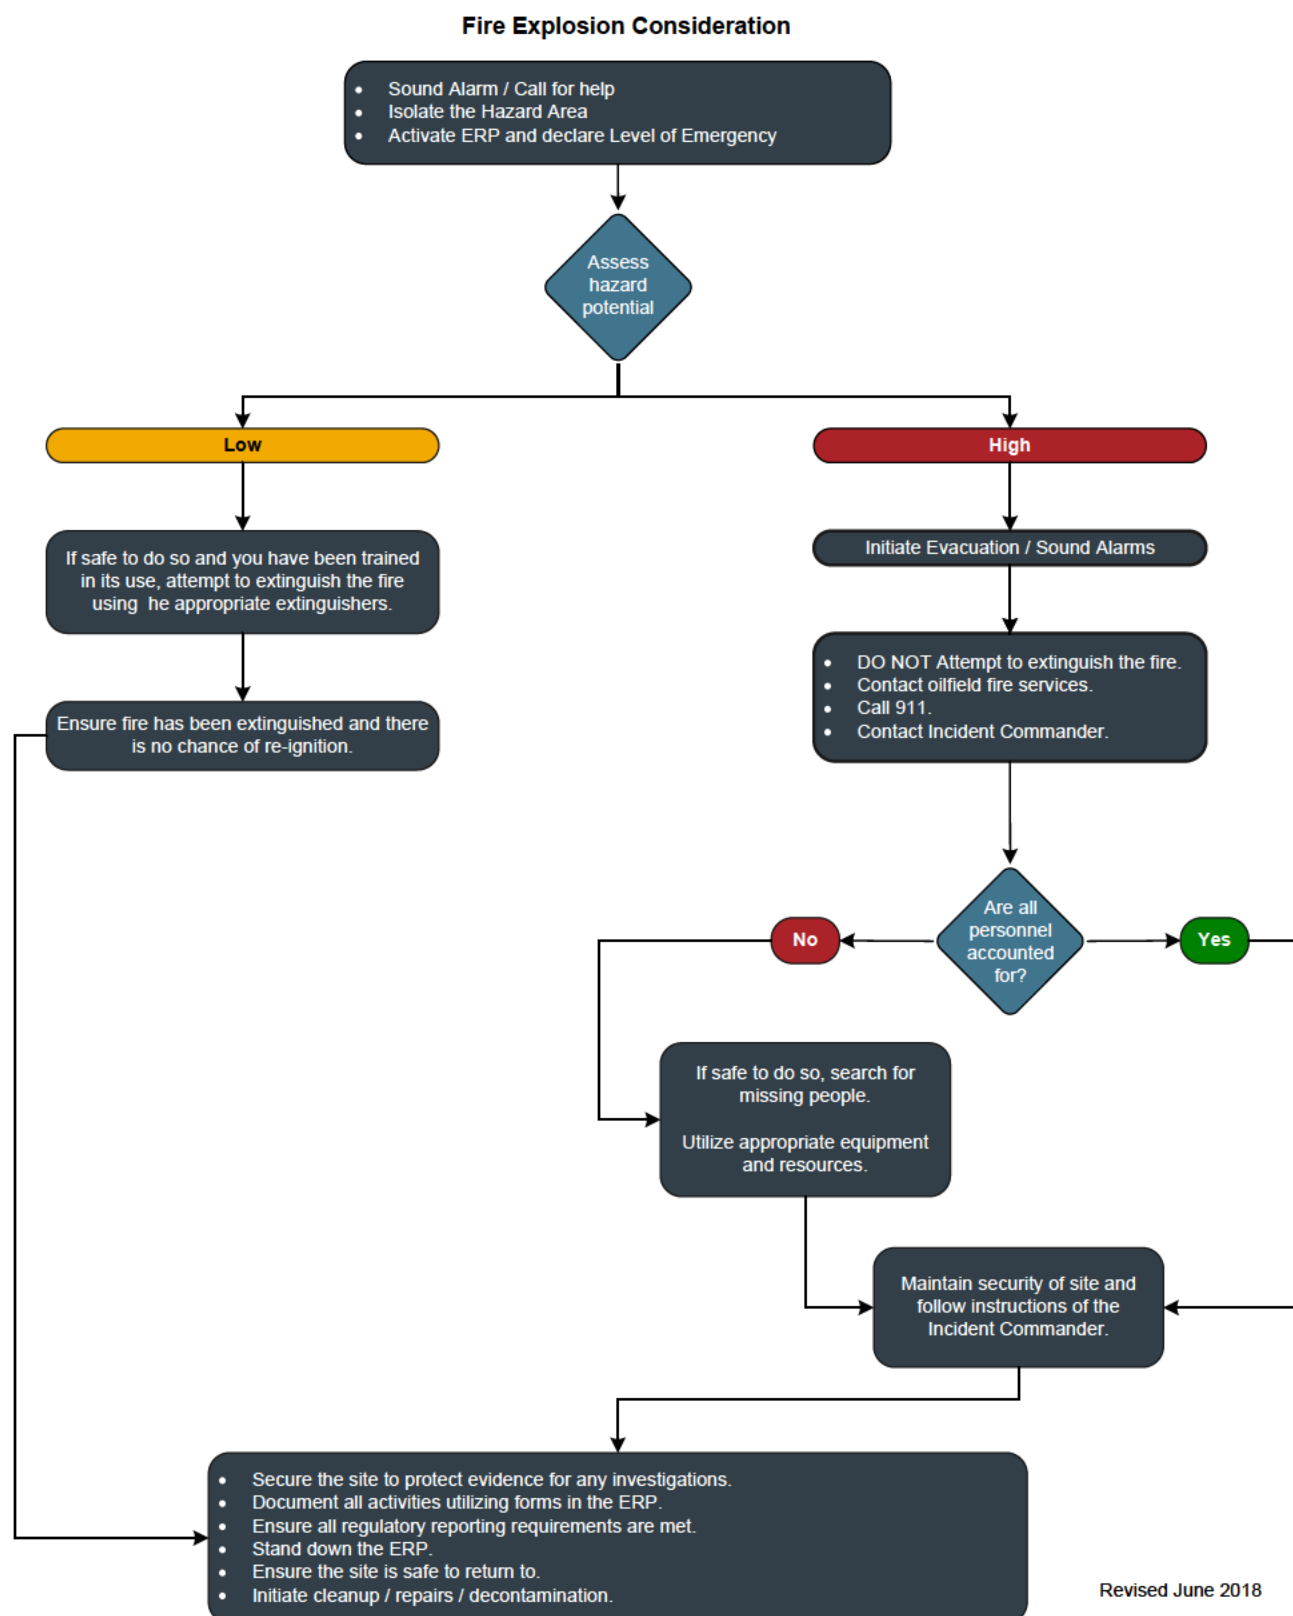 Fire Explosion Consideration
• Sound Alarm / Call for help
• Isolate the Hazard Area
• Activate ERP and declare Level of Emergency
Assess
hazard
potential
Low
High
If safe to do so and you have been trained
in its use, attempt to extinguish the fire
using  he appropriate extinguishers.
Initiate Evacuation / Sound Alarms
• DO NOT Attempt to extinguish the fire.
• Contact oilfield fire services.
• Call 911.
• Contact Incident Commander.
Ensure fire has been extinguished and there
is no chance of re-ignition.
Are all
personnel
accounted
for?
No
Yes
If safe to do so, search for
missing people.
Utilize appropriate equipment
and resources.
Maintain security of site and
follow instructions of the
Incident Commander.
• Secure the site to protect evidence for any investigations.
• Document all activities utilizing forms in the ERP.
• Ensure all regulatory reporting requirements are met.
• Stand down the ERP.
• Ensure the site is safe to return to.
• Initiate cleanup / repairs / decontamination.
Revised June 2018